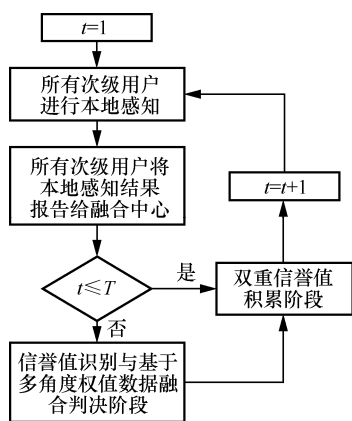 t=1
所有次级用户
进行本地感知
所有次级用户将
本地感知结果
报告给融合中心
t=t+1
t≤T
是
双重信誉值
积累阶段
否
信誉值识别与基于
多角度权值数据融
合判决阶段